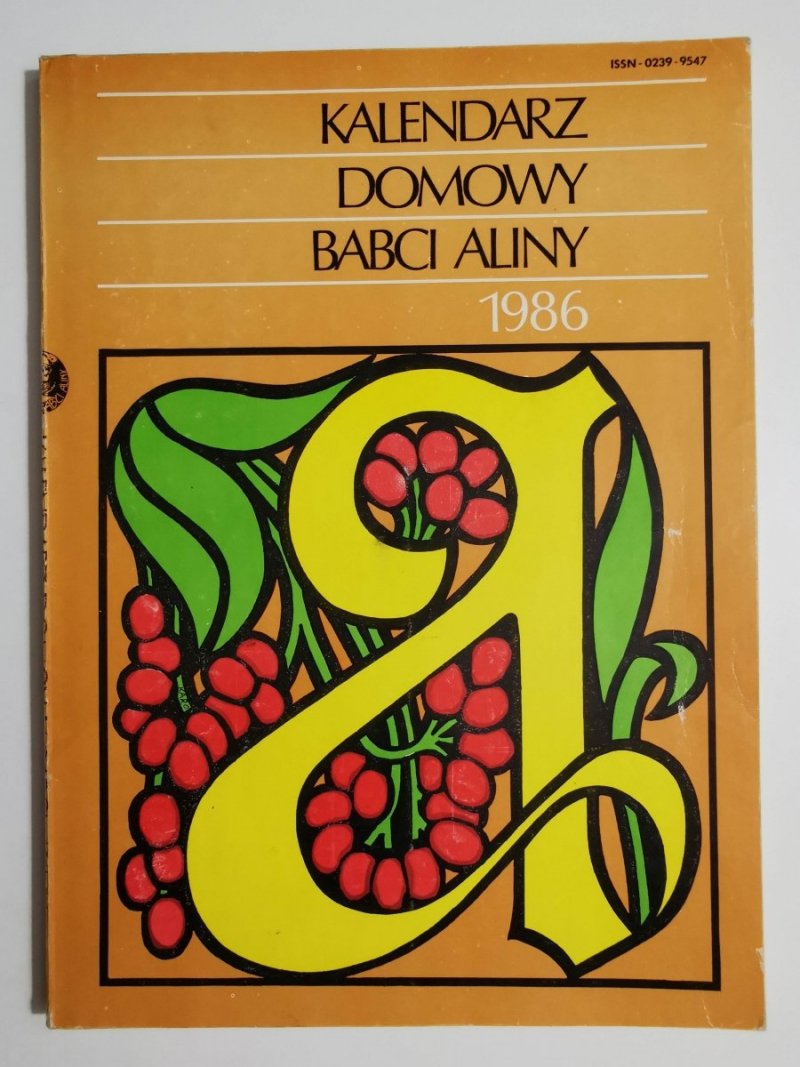 ISSN - 0239 - 9547
KALENDARZ
DOMOWY
BABCI ALINY
1986